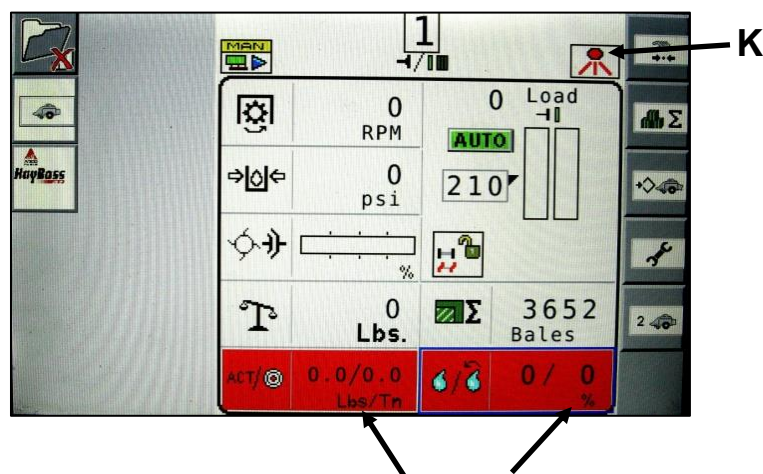 1
K
MAN
0
RPM
0 Load
AUTO
Σ
HayBoss
0
psi
210
%
0
Lbs.
Σ
3652
Bales
2
ACT/
0.0/0.0
Lbs/Tn
/
0/ 0
%